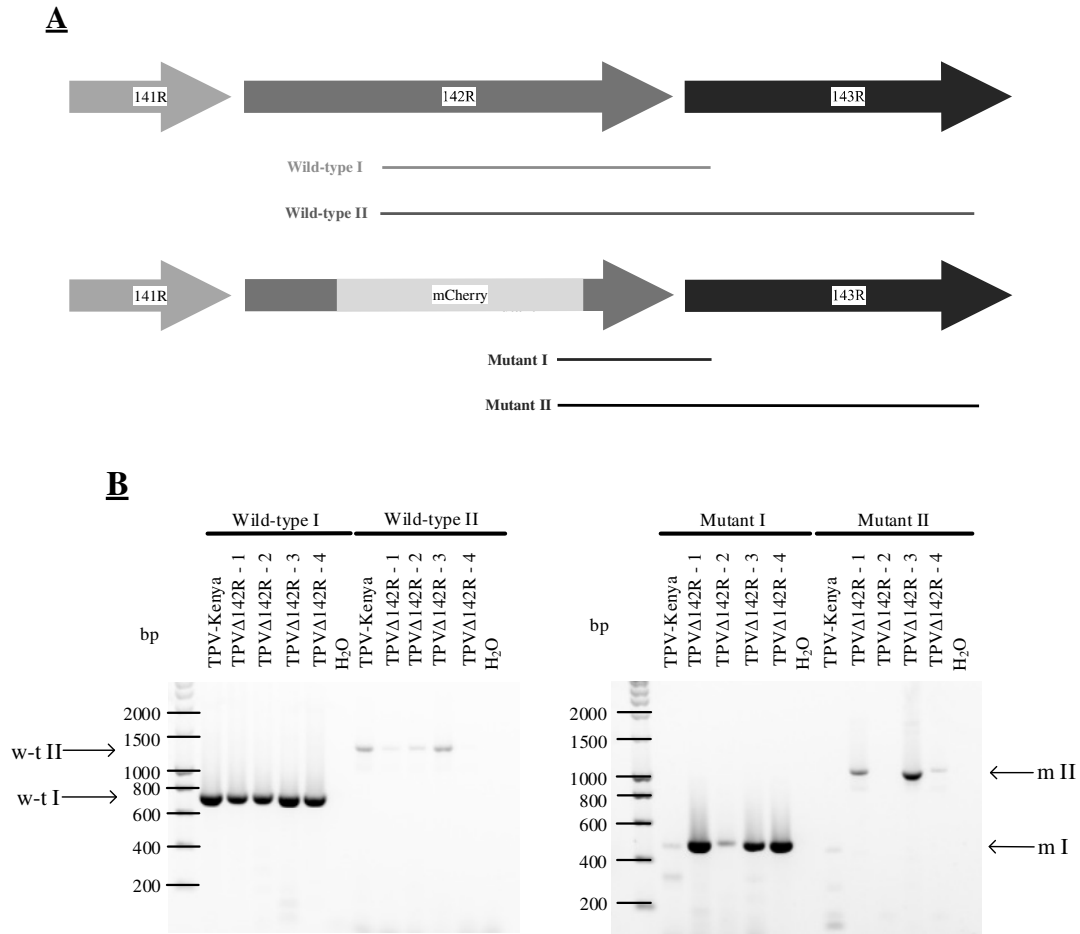 A
141R
142R
143R
Wild-type I
Wild-type II
141R
mCherry
143R
Mutant I
Mutant II
B
Wild-type I
Wild-type II
bp
TPV-Kenya
TPVΔ142R - 1
TPVΔ142R - 2
TPVΔ142R - 3
TPVΔ142R - 4
H₂O
TPV-Kenya
TPVΔ142R - 1
TPVΔ142R - 2
TPVΔ142R - 3
TPVΔ142R - 4
H₂O
2000
1500
1000
800
600
400
200
w-t II
w-t I
Mutant I
Mutant II
bp
TPV-Kenya
TPVΔ142R - 1
TPVΔ142R - 2
TPVΔ142R - 3
TPVΔ142R - 4
H₂O
TPV-Kenya
TPVΔ142R - 1
TPVΔ142R - 2
TPVΔ142R - 3
TPVΔ142R - 4
H₂O
2000
1500
1000
800
600
400
200
m II
m I